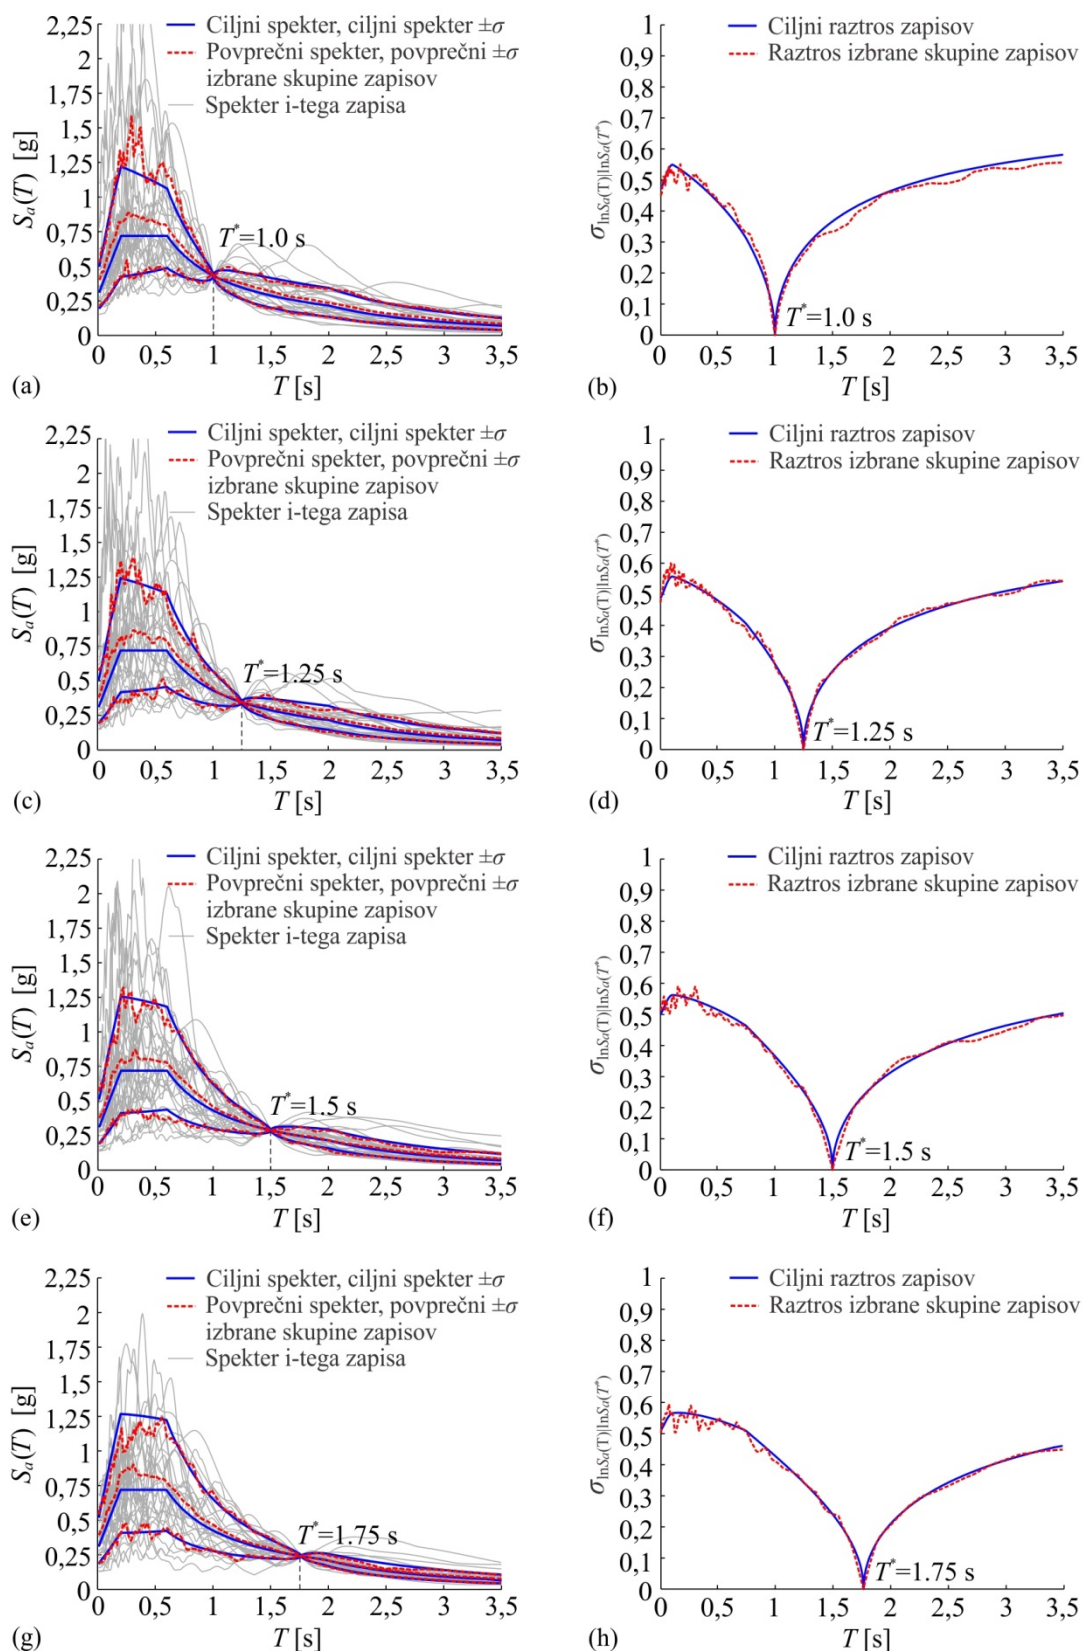 Ciljni spekter, ciljni spekter ±σ
Povprečni spekter, povprečni ±σ
izbrane skupine zapisov
Spekter i-tega zapisa
2,25
2
1,75
1,5
1,25
1
0,75
0,5
0,25
0
Sa(T) [g]
T*=1.0 s
0 0,5 1 1,5 2 2,5 3 3,5
T [s]
(a)
Ciljni raztros zapisov
Raztros izbrane skupine zapisov
1
0,9
0,8
0,7
0,6
0,5
0,4
0,3
0,2
0,1
0
σlnSa(T)|lnSa(T*)
T*=1.0 s
0 0,5 1 1,5 2 2,5 3 3,5
T [s]
(b)
Ciljni spekter, ciljni spekter ±σ
Povprečni spekter, povprečni ±σ
izbrane skupine zapisov
Spekter i-tega zapisa
2,25
2
1,75
1,5
1,25
1
0,75
0,5
0,25
0
Sa(T) [g]
T*=1.25 s
0 0,5 1 1,5 2 2,5 3 3,5
T [s]
(c)
Ciljni raztros zapisov
Raztros izbrane skupine zapisov
1
0,9
0,8
0,7
0,6
0,5
0,4
0,3
0,2
0,1
0
σlnSa(T)|lnSa(T*)
T*=1.25 s
0 0,5 1 1,5 2 2,5 3 3,5
T [s]
(d)
Ciljni spekter, ciljni spekter ±σ
Povprečni spekter, povprečni ±σ
izbrane skupine zapisov
Spekter i-tega zapisa
2,25
2
1,75
1,5
1,25
1
0,75
0,5
0,25
0
Sa(T) [g]
T*=1.5 s
0 0,5 1 1,5 2 2,5 3 3,5
T [s]
(e)
Ciljni raztros zapisov
Raztros izbrane skupine zapisov
1
0,9
0,8
0,7
0,6
0,5
0,4
0,3
0,2
0,1
0
σlnSa(T)|lnSa(T*)
T*=1.5 s
0 0,5 1 1,5 2 2,5 3 3,5
T [s]
(f)
Ciljni spekter, ciljni spekter ±σ
Povprečni spekter, povprečni ±σ
izbrane skupine zapisov
Spekter i-tega zapisa
2,25
2
1,75
1,5
1,25
1
0,75
0,5
0,25
0
Sa(T) [g]
T*=1.75 s
0 0,5 1 1,5 2 2,5 3 3,5
T [s]
(g)
Ciljni raztros zapisov
Raztros izbrane skupine zapisov
1
0,9
0,8
0,7
0,6
0,5
0,4
0,3
0,2
0,1
0
σlnSa(T)|lnSa(T*)
T*=1.75 s
0 0,5 1 1,5 2 2,5 3 3,5
T [s]
(h)